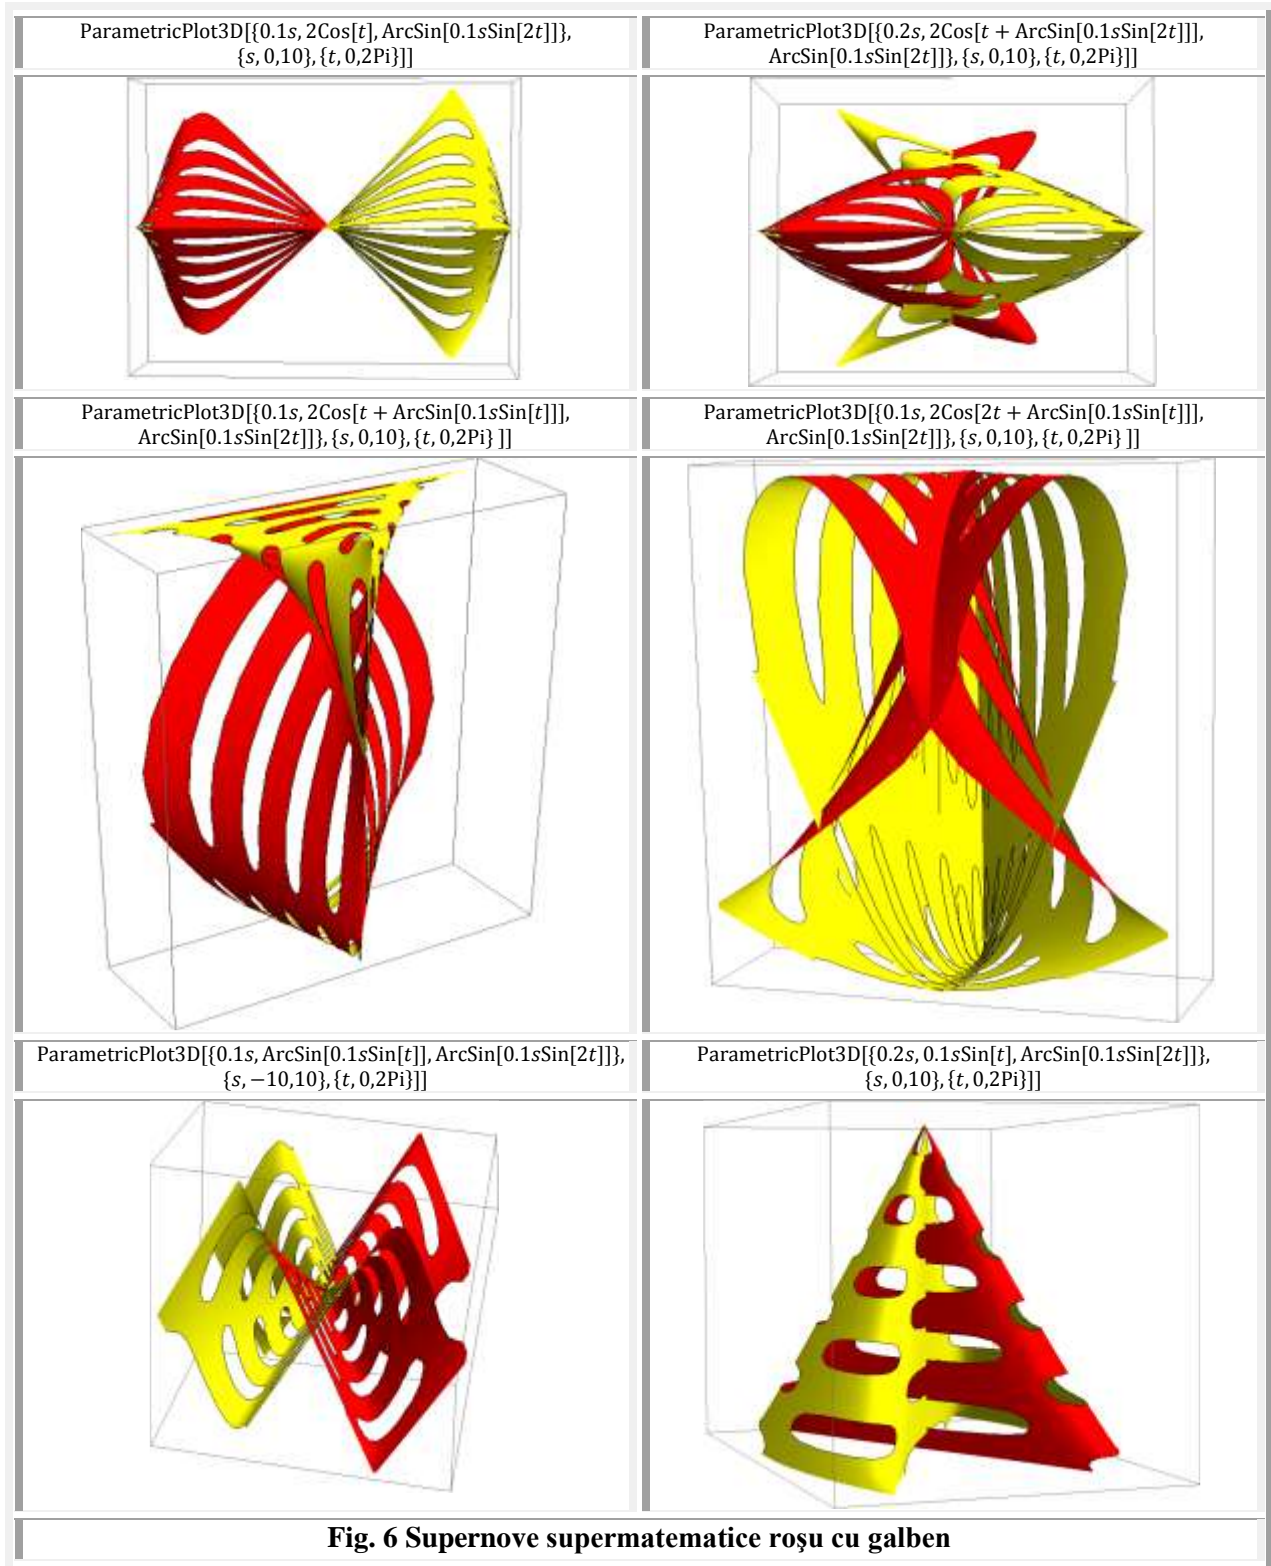 ParametricPlot3D[{0.1s, 2Cos[t], ArcSin[0.1sSin[2t]]},
{s, 0,10}, {t, 0,2Pi}]]
ParametricPlot3D[{0.2s, 2Cos[t + ArcSin[0.1sSin[2t]]],
ArcSin[0.1sSin[2t]]}, {s, 0,10}, {t, 0,2Pi}]]
ParametricPlot3D[{0.1s, 2Cos[t + ArcSin[0.1sSin[t]]],
ArcSin[0.1sSin[2t]]}, {s, 0,10}, {t, 0,2Pi} ]]
ParametricPlot3D[{0.1s, 2Cos[2t + ArcSin[0.1sSin[t]]],
ArcSin[0.1sSin[2t]]}, {s, 0,10}, {t, 0,2Pi} ]]
ParametricPlot3D[{0.1s, ArcSin[0.1sSin[t]], ArcSin[0.1sSin[2t]]},
{s, −10,10}, {t, 0,2Pi}]]
ParametricPlot3D[{0.2s, 0.1sSin[t], ArcSin[0.1sSin[2t]]},
{s, 0,10}, {t, 0,2Pi}]]
Fig. 6 Supernove supermatematice roşu cu galben